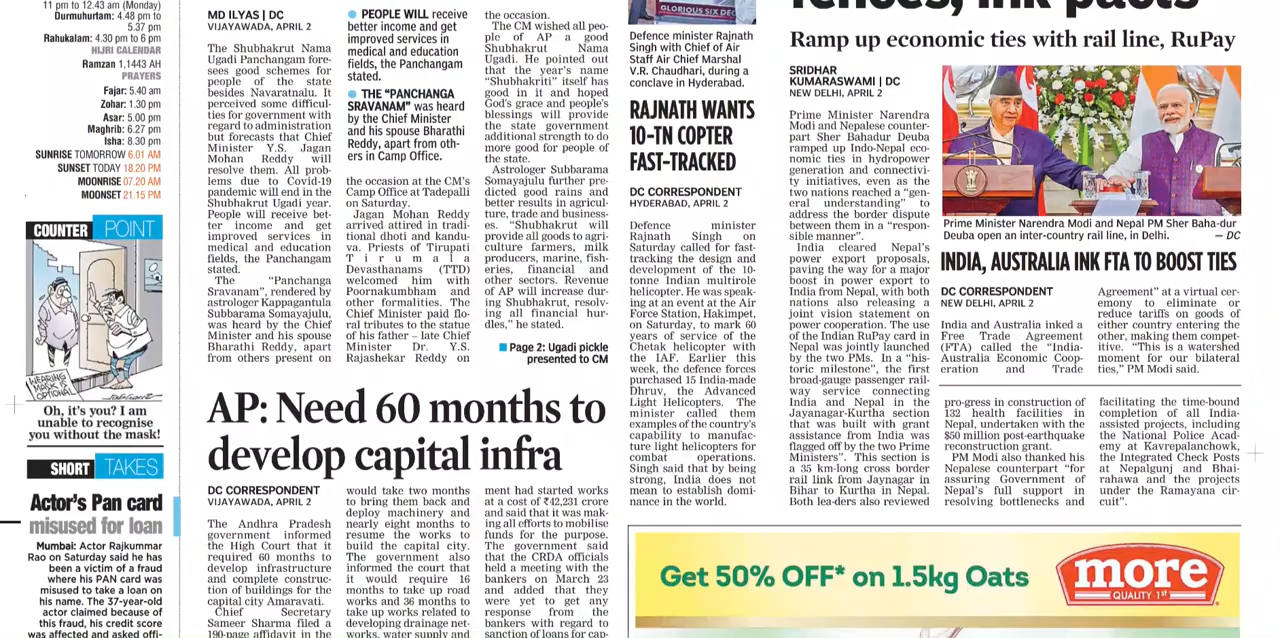 11 pm to 12.43 am (Monday)
Durmuhurtam: 4.48 pm to
5.37 pm
Rahukalam: 4.30 pm to 6 pm
HIJRI CALENDAR
Ramzan 1,1443 AH
PRAYERS
Fajar: 5.40 am
Zohar: 1.30 pm
Asar: 5.00 pm
Maghrib: 6.27 pm
Isha: 8.30 pm
SUNRISE TOMORROW 6.01 AM
SUNSET TODAY 18.20 PM
MOONRISE 07.20 AM
MOONSET 21.15 PM
COUNTER POINT
WEARING
MASK IS
OPTIONAL
Oh, it's you? I am
unable to recognise
you without the mask!
SHORT TAKES
Actor's Pan card
misused for loan
Mumbai: Actor Rajkummar
Rao on Saturday said he has
been a victim of a fraud
where his PAN card was
misused to take a loan on
his name. The 37-year-old
actor claimed because of
this fraud, his credit score
was affected and asked offi-
MD ILYAS | DC
VIJAYAWADA, APRIL 2
The Shubhakrut Nama
Ugadi Panchangam fore-
sees good schemes for
people of the state
besides Navaratnalu. It
perceived some difficul-
ties for government with
regard to administration
but forecasts that Chief
Minister Y.S. Jagan
Mohan Reddy will
resolve them. All prob-
lems due to Covid-19
pandemic will end in the
Shubhakrut Ugadi year.
People will receive bet-
ter income and get
improved services in
medical and education
fields, the Panchangam
stated.
The "Panchanga
Sravanam", rendered by
astrologer Kappagantula
Subbarama Somayajulu,
was heard by the Chief
Minister and his spouse
Bharathi Reddy, apart
from others present on
PEOPLE WILL receive
better income and get
improved services in
medical and education
fields, the Panchangam
stated.
THE "PANCHANGA
SRAVANAM" was heard
by the Chief Minister
and his spouse Bharathi
Reddy, apart from oth-
ers in Camp Office.
the occasion at the CM's
Camp Office at Tadepalli
on Saturday.
Jagan Mohan Reddy
arrived attired in tradi-
tional dhoti and kandu-
va. Priests of Tirupati
Tirumala
Devasthanams (TTD)
welcomed him with
Poornakumbham and
other formalities. The
Chief Minister paid flo-
ral tributes to the statue
of his father – late Chief
Minister Dr. Y.S.
Rajashekar Reddy on
the occasion.
The CM wished all peo-
ple of AP a good
Shubhakrut Nama
Ugadi. He pointed out
that the year's name
"Shubhakriti" itself has
good in it and hoped
God's grace and people's
blessings will provide
the state government
additional strength to do
more good for people of
the state.
Astrologer Subbarama
Somayajulu further pre-
dicted good rains and
better results in agricul-
ture, trade and business-
es. "Shubhakrut will
provide all goods to agri-
culture farmers, milk
producers, marine, fish-
eries, financial and
other sectors. Revenue
of AP will increase dur-
ing Shubhakrut, resolv-
ing all financial hur-
dles," he stated.
Page 2: Ugadi pickle
presented to CM
AP: Need 60 months to
develop capital infra
DC CORRESPONDENT
VIJAYAWADA, APRIL 2
The Andhra Pradesh
government informed
the High Court that it
required 60 months to
develop infrastructure
and complete construc-
tion of buildings for the
capital city Amaravati.
Chief Secretary
Sameer Sharma filed a
190-page affidavit in the
would take two months
to bring them back and
deploy machinery and
nearly eight months to
resume the works to
build the capital city.
The government also
informed the court that
it would require 16
months to take up road
works and 36 months to
take up works related to
developing drainage net-
works, water supply and
ment had started works
at a cost of ₹42,231 crore
and said that it was mak-
ing all efforts to mobilise
funds for the purpose.
The government said
that the CRDA officials
held a meeting with the
bankers on March 23
and added that they
were yet to get any
response from the
bankers with regard to
sanction of loans for cap-
GLORIOUS SIX DEC
Defence minister Rajnath
Singh with Chief of Air
Staff Air Chief Marshal
V.R. Chaudhari, during a
conclave in Hyderabad.
RAJNATH WANTS
10-TN COPTER
FAST-TRACKED
DC CORRESPONDENT
HYDERABAD, APRIL 2
Defence minister
Rajnath Singh on
Saturday called for fast-
tracking the design and
development of the 10-
tonne Indian multirole
helicopter. He was speak-
ing at an event at the Air
Force Station, Hakimpet,
on Saturday, to mark 60
years of service of the
Chetak helicopter with
the IAF. Earlier this
week, the defence forces
purchased 15 India-made
Dhruv, the Advanced
Light Helicopters. The
minister called them
examples of the country's
capability to manufac-
ture light helicopters for
combat operations.
Singh said that by being
strong, India does not
mean to establish domi-
nance in the world.
Ramp up economic ties with rail line, RuPay
SRIDHAR
KUMARASWAMI | DC
NEW DELHI, APRIL 2
Prime Minister Narendra
Modi and Nepalese counter-
part Sher Bahadur Deuba
ramped up Indo-Nepal eco-
nomic ties in hydropower
generation and connectivi-
ty initiatives, even as the
two nations reached a "gen-
eral understanding" to
address the border dispute
between them in a "respon-
sible manner".
India cleared Nepal's
power export proposals,
paving the way for a major
boost in power export to
India from Nepal, with both
nations also releasing a
joint vision statement on
power cooperation. The use
of the Indian RuPay card in
Nepal was jointly launched
by the two PMs. In a "his-
toric milestone", the first
broad-gauge passenger rail-
way service connecting
India and Nepal in the
Jayanagar-Kurtha section
that was built with grant
assistance from India was
flagged off by the two Prime
Ministers". This section is
a 35 km-long cross border
rail link from Jaynagar in
Bihar to Kurtha in Nepal.
Both lea-ders also reviewed
Prime Minister Narendra Modi and Nepal PM Sher Baha-dur
Deuba open an inter-country rail line, in Delhi. — DC
INDIA, AUSTRALIA INK FTA TO BOOST TIES
DC CORRESPONDENT
NEW DELHI, APRIL 2
India and Australia inked a
Free Trade Agreement
(FTA) called the "India-
Australia Economic Coop-
eration and Trade
Agreement" at a virtual cer-
emony to eliminate or
reduce tariffs on goods of
either country entering the
other, making them compet-
itive. "This is a watershed
moment for our bilateral
ties," PM Modi said.
pro-gress in construction of
132 health facilities in
Nepal, undertaken with the
$50 million post-earthquake
reconstruction grant.
PM Modi also thanked his
Nepalese counterpart "for
assuring Government of
Nepal's full support in
resolving bottlenecks and
facilitating the time-bound
completion of all India-
assisted projects, including
the National Police Acad-
emy at Kavrepalanchowk,
the Integrated Check Posts
at Nepalgunj and Bhai-
rahawa and the projects
under the Ramayana cir-
cuit".
Get 50% OFF* on 1.5kg Oats
more
QUALITY 1st